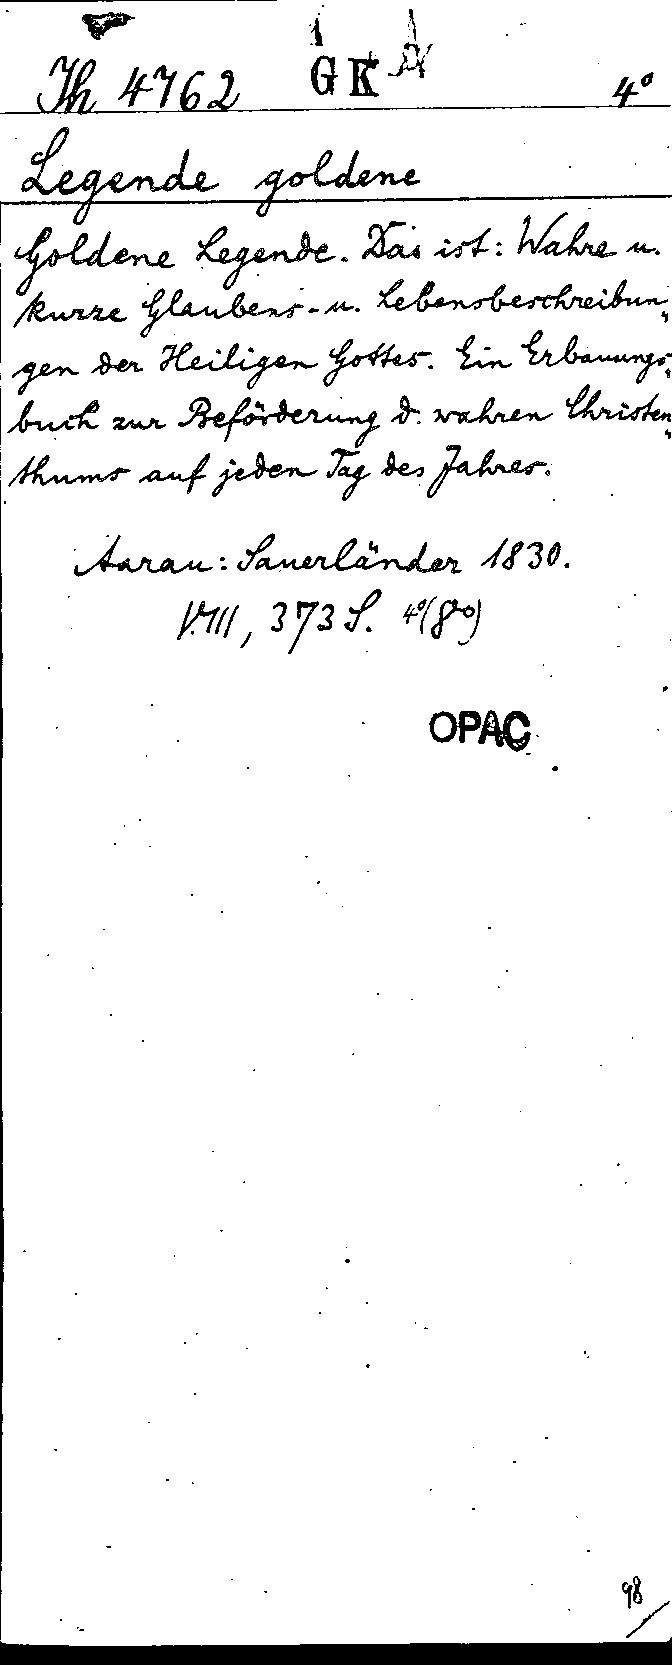 Th 4762 GK 4°
Legende goldene
Goldene Legende. Das ist: Wahre u.
kurze Glaubens- u. Lebensbeschreibun„
gen der Heiligen Gottes. Ein Erbauungs„
buch zur Beförderung d. wahren Christen„
thums auf jeden Tag des Jahres.
Aarau: Sauerländer 1830.
VIII, 373 S. 4°(8°)
OPAC
98